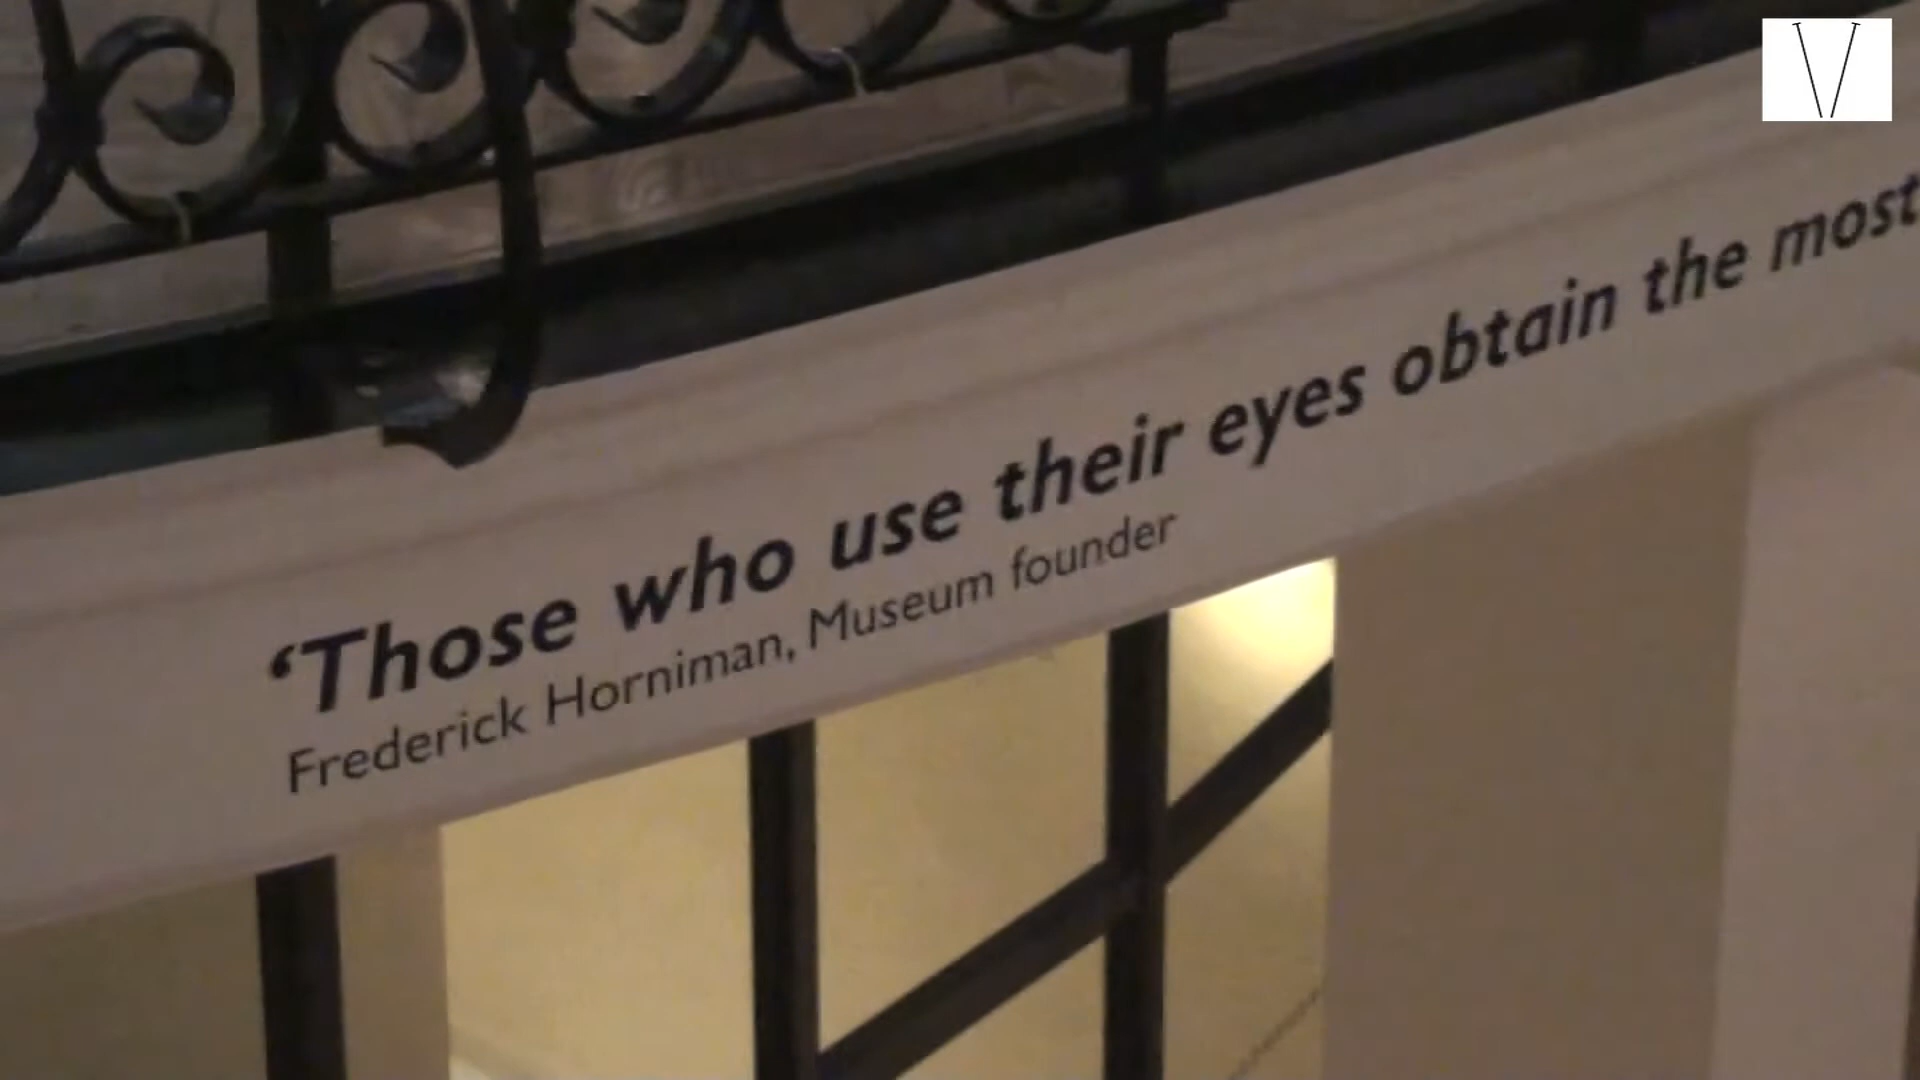 ‘Those who use their eyes obtain the most
Frederick Horniman, Museum founder